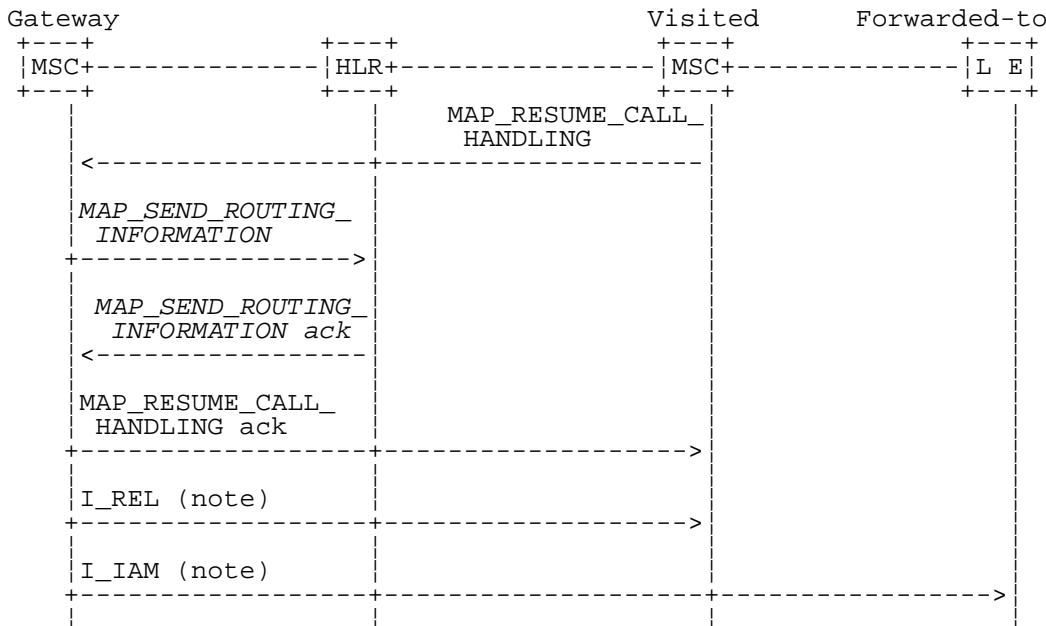 Gateway Visited Forwarded-to
MSC HLR MSC L E
MAP_RESUME_CALL_
HANDLING
MAP_SEND_ROUTING_
INFORMATION
MAP_SEND_ROUTING_
INFORMATION ack
MAP_RESUME_CALL_
HANDLING ack
I_REL (note)
I_IAM (note)